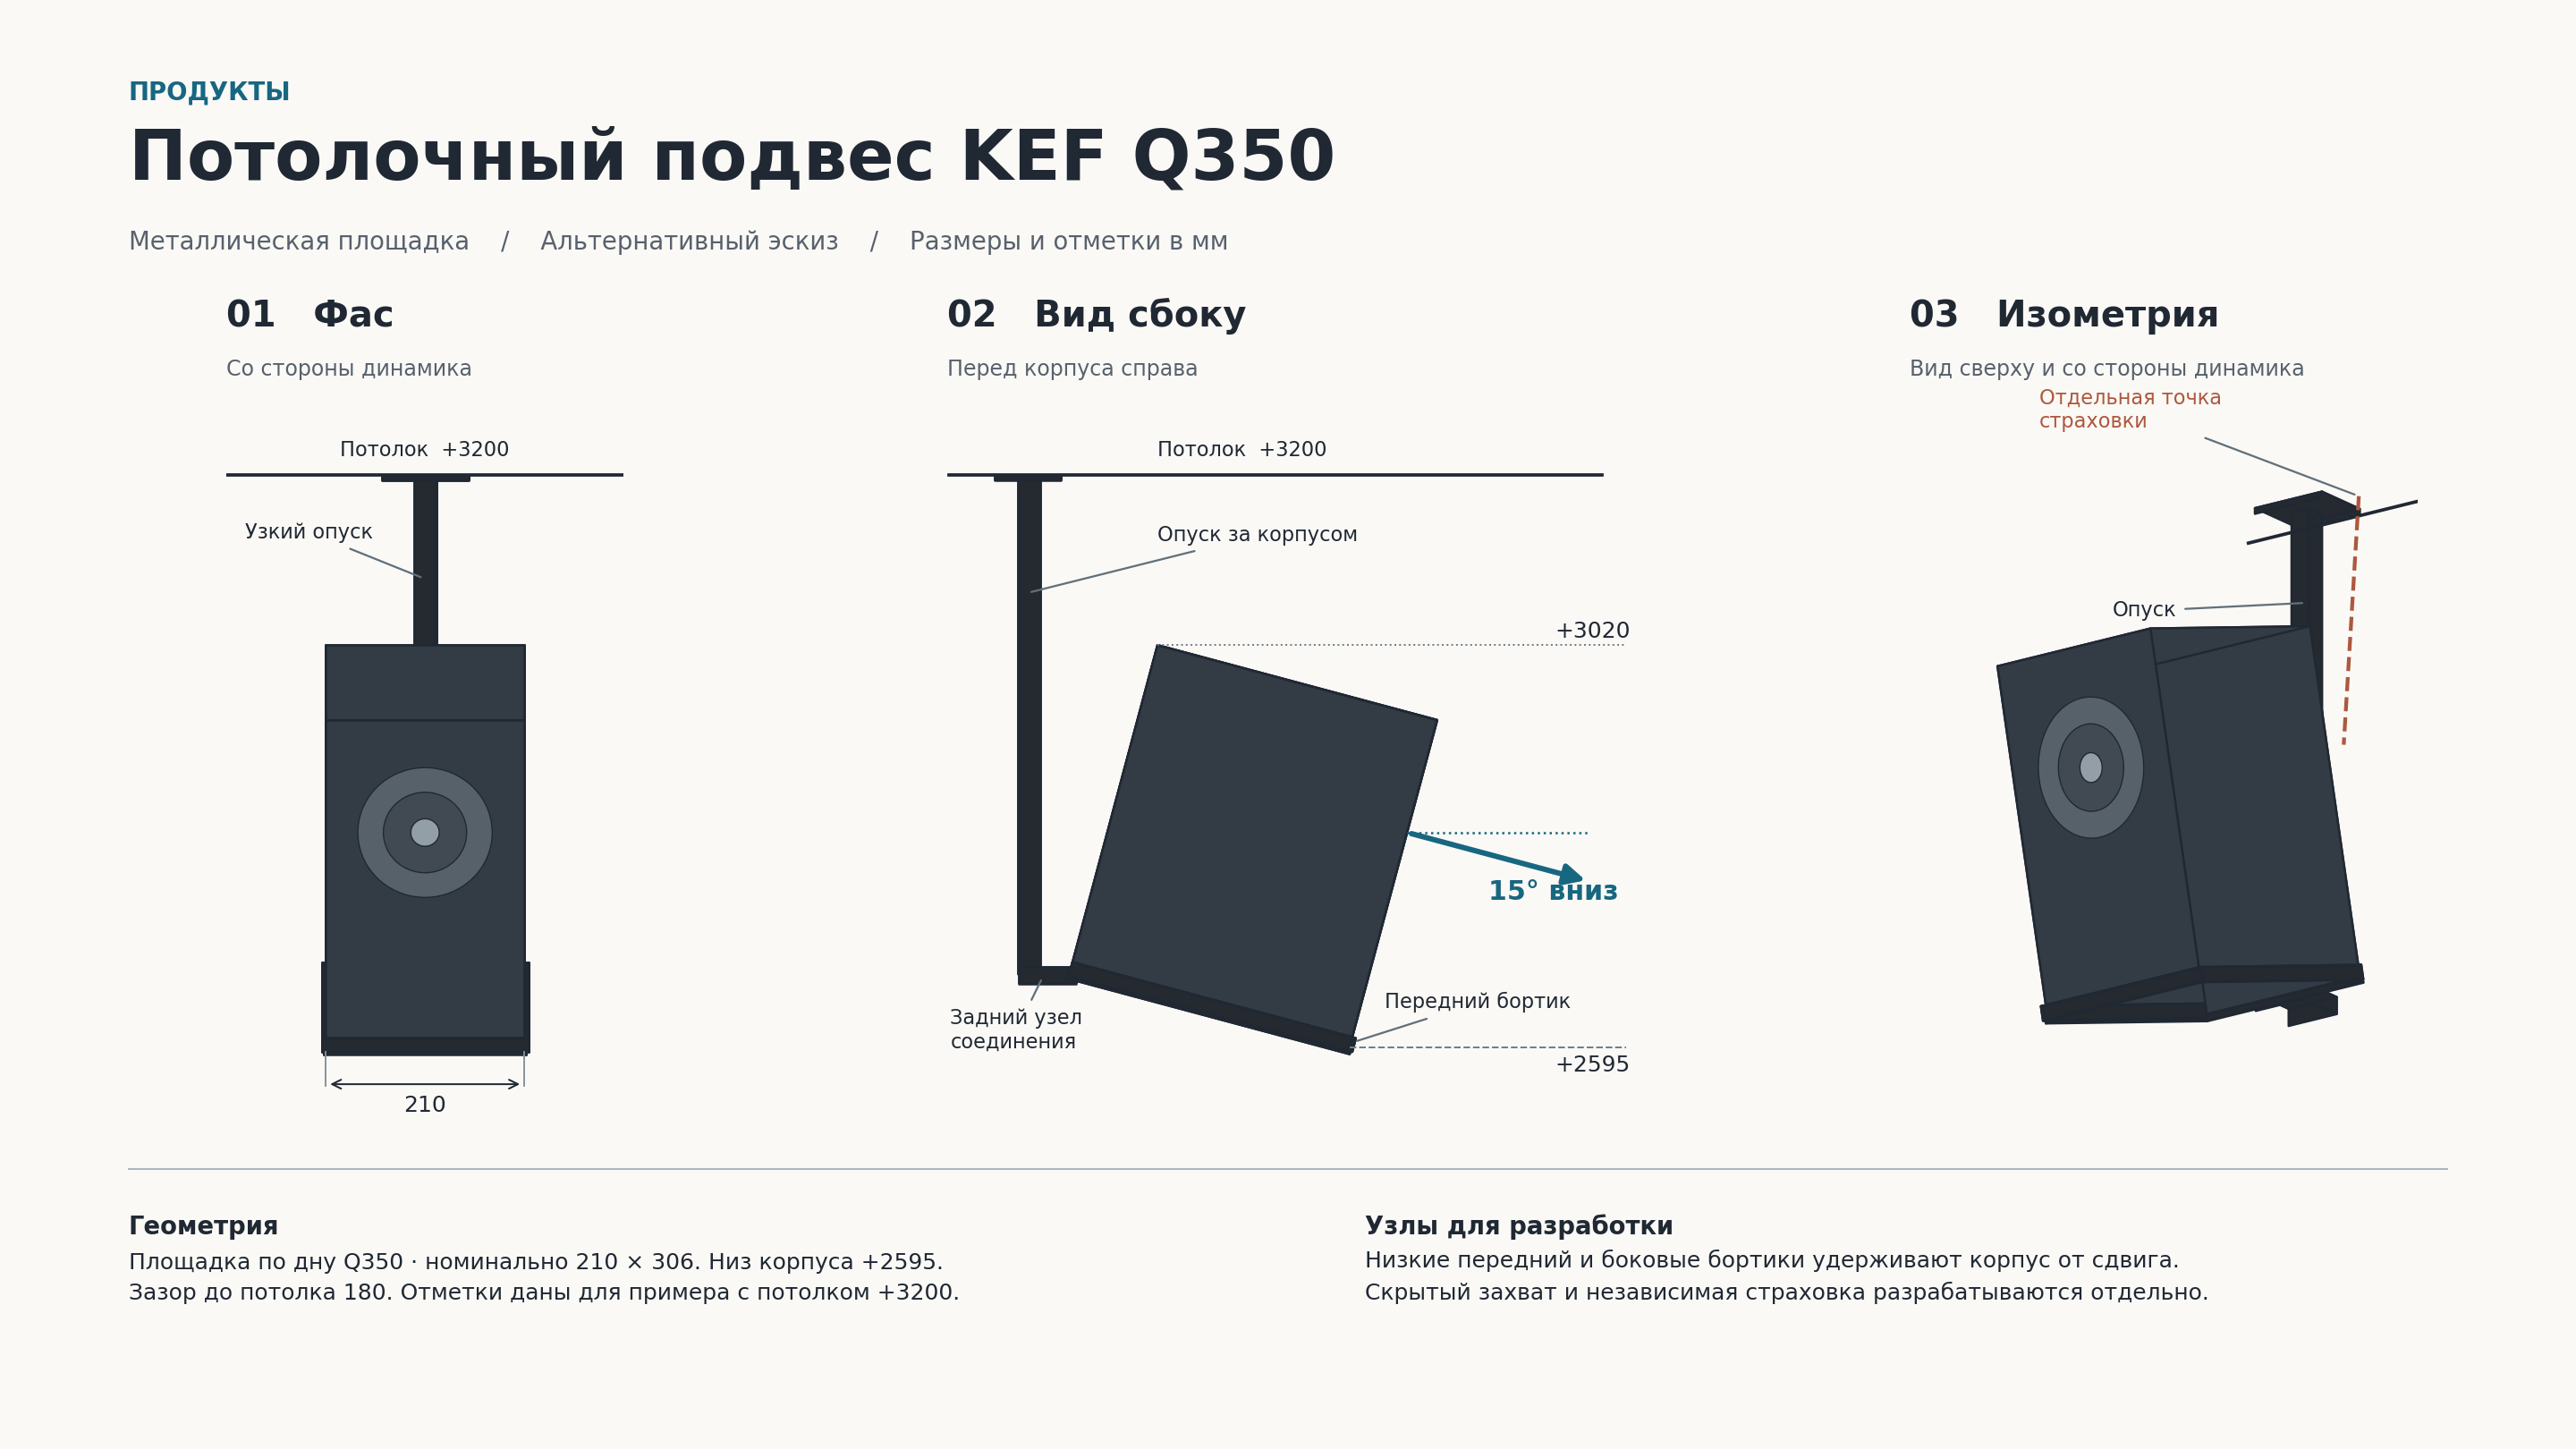 ПРОДУКТЫ
Потолочный подвес KEF Q350
Металлическая площадка / Альтернативный эскиз / Размеры и отметки в мм
01 Фас
Со стороны динамика
Потолок +3200
Узкий опуск
210
02 Вид сбоку
Перед корпуса справа
Потолок +3200
Опуск за корпусом
+3020
15° вниз
Передний бортик
Задний узел
соединения
+2595
03 Изометрия
Вид сверху и со стороны динамика
Отдельная точка
страховки
Опуск
Геометрия
Площадка по дну Q350 · номинально 210 × 306. Низ корпуса +2595.
Зазор до потолка 180. Отметки даны для примера с потолком +3200.
Узлы для разработки
Низкие передний и боковые бортики удерживают корпус от сдвига.
Скрытый захват и независимая страховка разрабатываются отдельно.